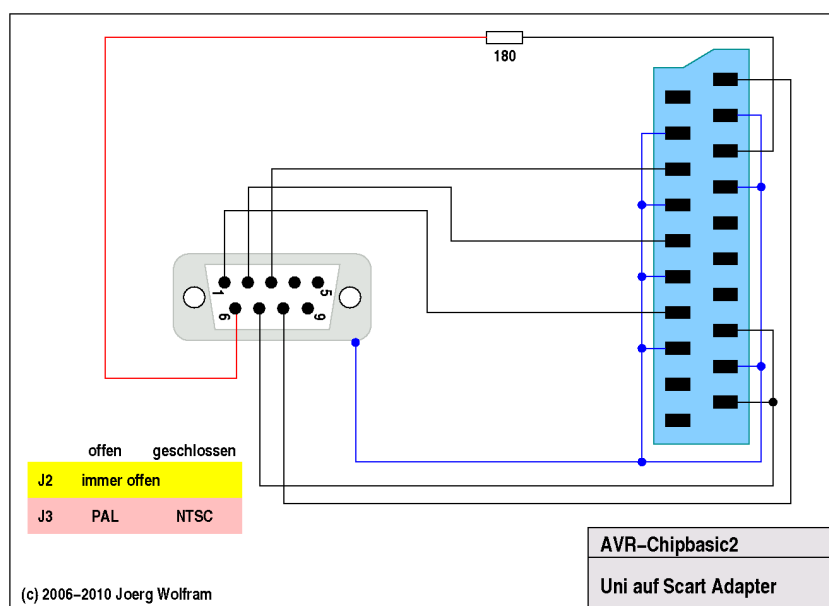 180
1
5
6
9
offen geschlossen
J2 immer offen
J3 PAL NTSC
AVR-Chipbasic2
Uni auf Scart Adapter
(c) 2006-2010 Joerg Wolfram